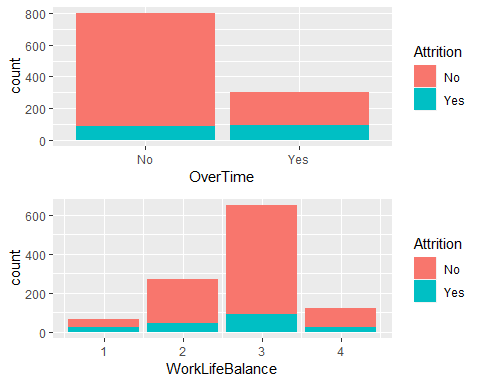 800
600
400
200
0
count
No
Yes
OverTime
Attrition
No
Yes
600
400
200
0
count
1
2
3
4
WorkLifeBalance
Attrition
No
Yes